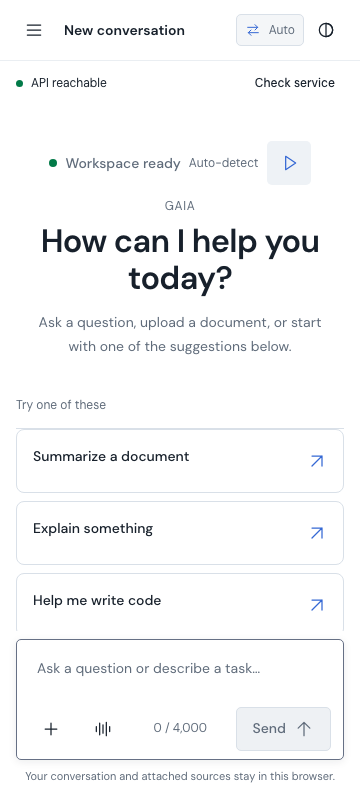 New conversation
Auto
API reachable
Check service
Workspace ready
Auto-detect
GAIA
How can I help you
today?
Ask a question, upload a document, or start
with one of the suggestions below.
Try one of these
Summarize a document
Explain something
Help me write code
Ask a question or describe a task...
0 / 4,000
Send
Your conversation and attached sources stay in this browser.